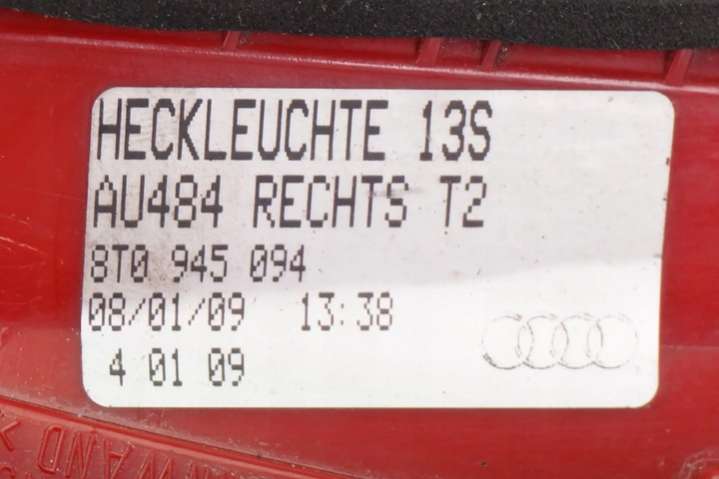 HECKLEUCHTE 13S
AU484 RECHTS T2
8T0 945 094
08/01/09 13:38
4 01 09